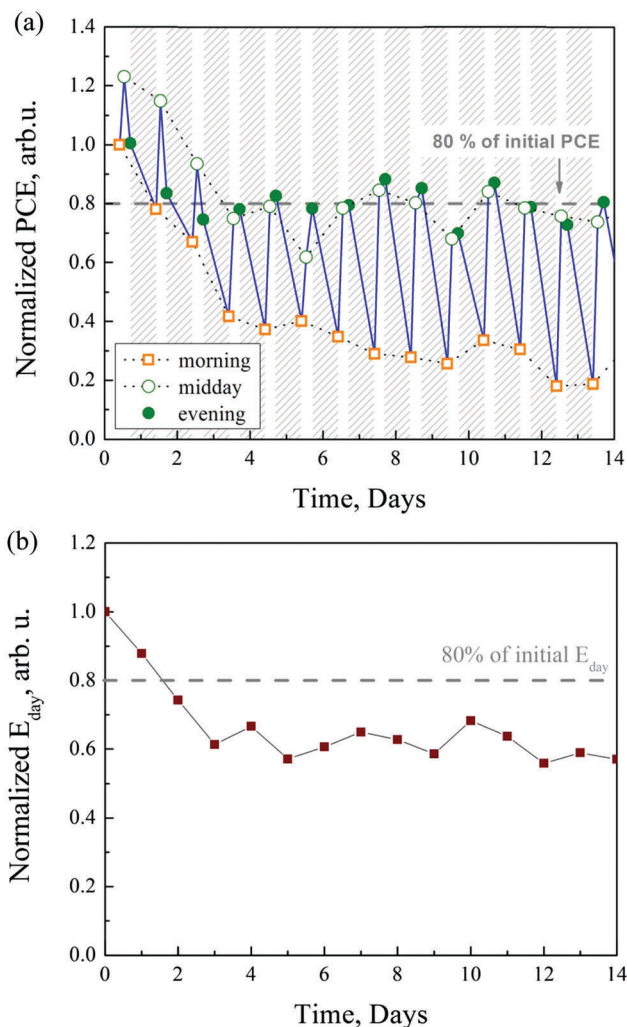 (a)
1.4
1.2
1.0
0.8
0.6
0.4
0.2
0.0
Normalized PCE, arb.u.
80 % of initial PCE
morning
midday
evening
0 2 4 6 8 10 12 14
Time, Days
(b)
1.2
1.0
0.8
0.6
0.4
0.2
0.0
Normalized E_day, arb. u.
80% of initial E_day
0 2 4 6 8 10 12 14
Time, Days